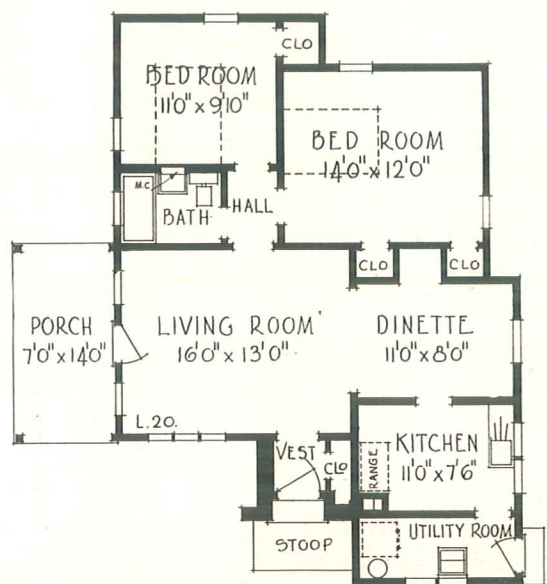 CLO
BED ROOM
11'0" x 9'10"
BED ROOM
14'0" x 12'0"
M.C.
BATH
HALL
CLO
CLO
PORCH
7'0" x 14'0"
LIVING ROOM
16'0" x 13'0"
DINETTE
11'0" x 8'0"
L.20.
VEST
CLO
RANGE
KITCHEN
11'0" x 7'6"
STOOP
UTILITY ROOM